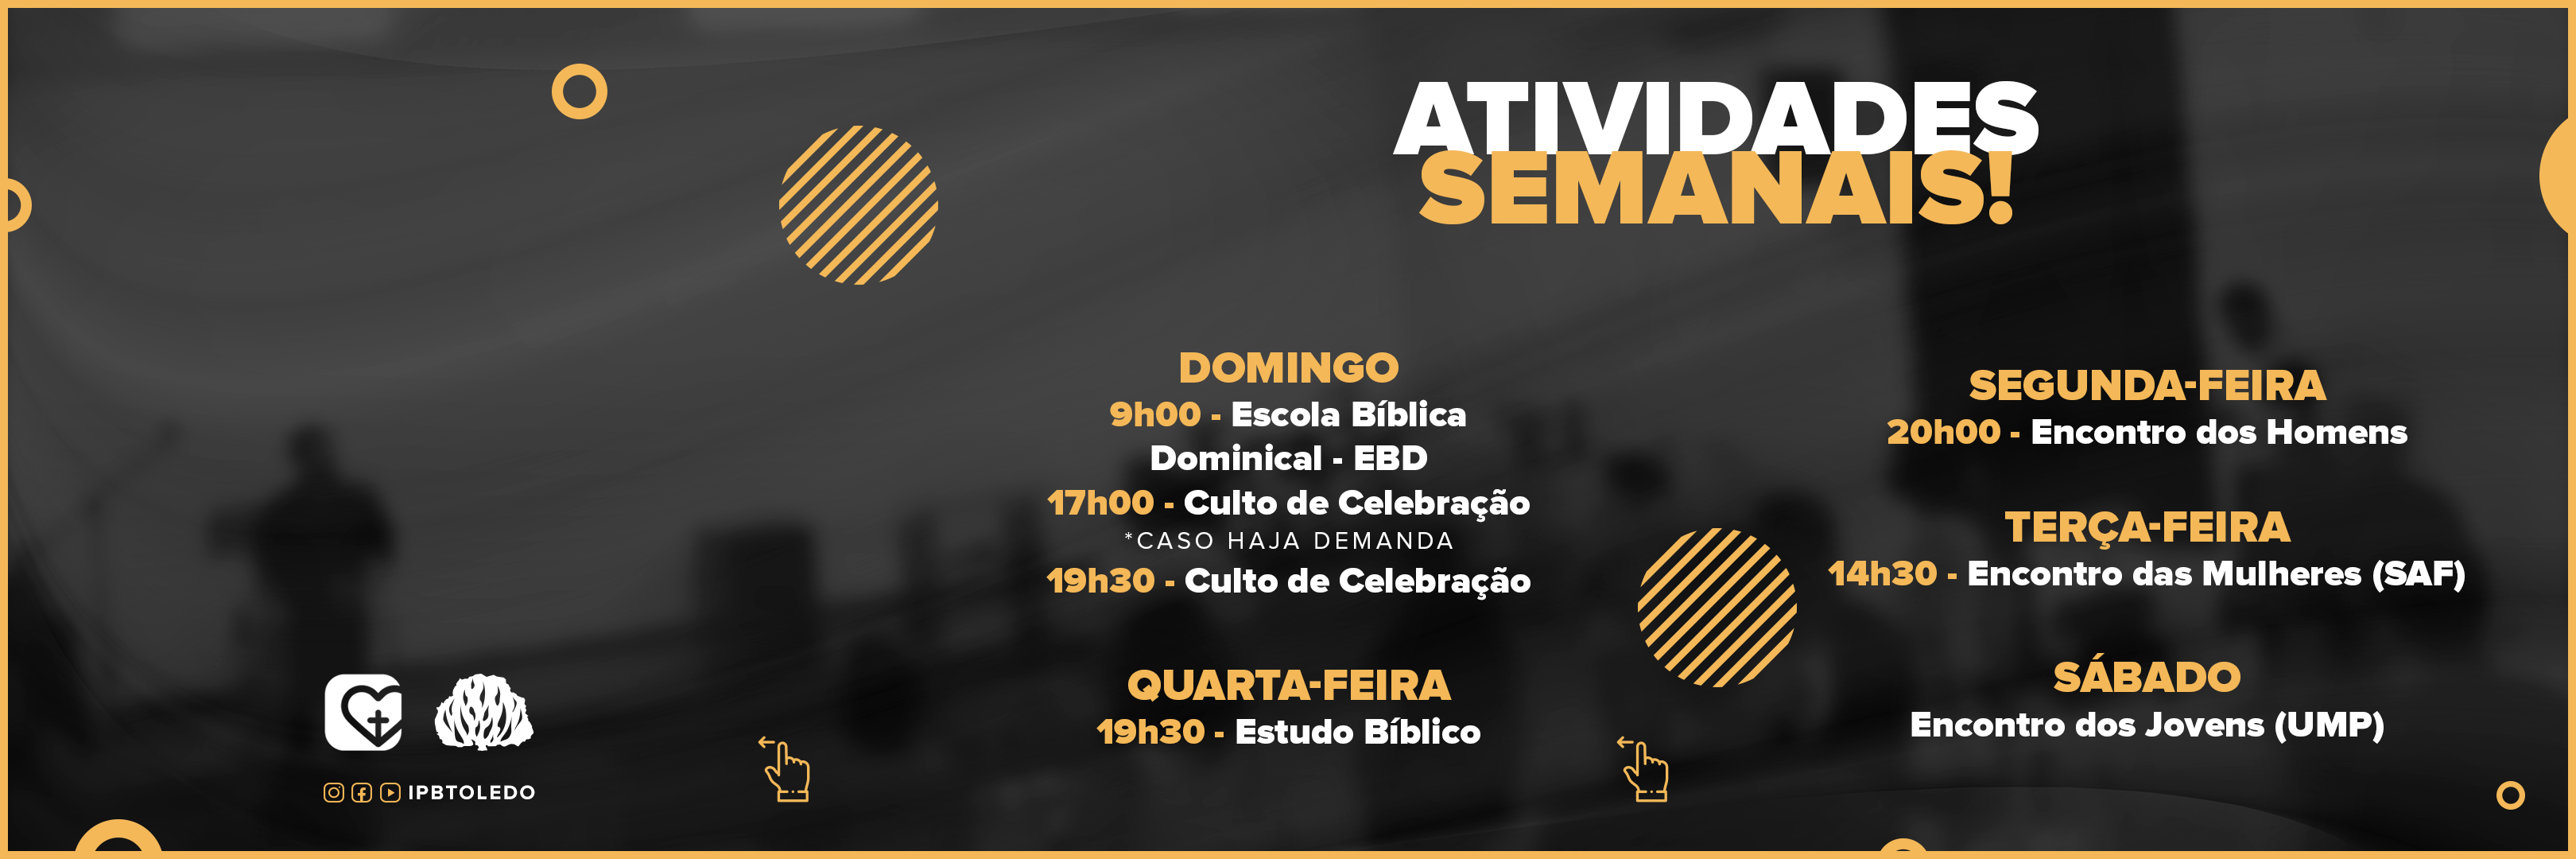 ATIVIDADES
SEMANAIS!
DOMINGO
9h00 - Escola Bíblica
Dominical - EBD
17h00 - Culto de Celebração
*CASO HAJA DEMANDA
19h30 - Culto de Celebração
QUARTA-FEIRA
19h30 - Estudo Bíblico
SEGUNDA-FEIRA
20h00 - Encontro dos Homens
TERÇA-FEIRA
14h30 - Encontro das Mulheres (SAF)
SÁBADO
Encontro dos Jovens (UMP)
IPBTOLEDO